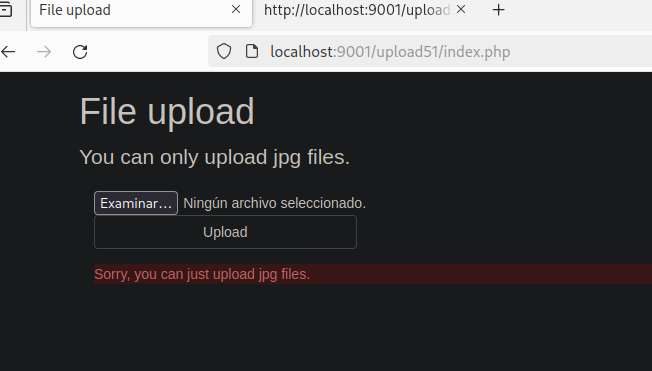 File upload
http://localhost:9001/upload
localhost:9001/upload51/index.php
File upload
You can only upload jpg files.
Examinar... Ningún archivo seleccionado.
Upload
Sorry, you can just upload jpg files.